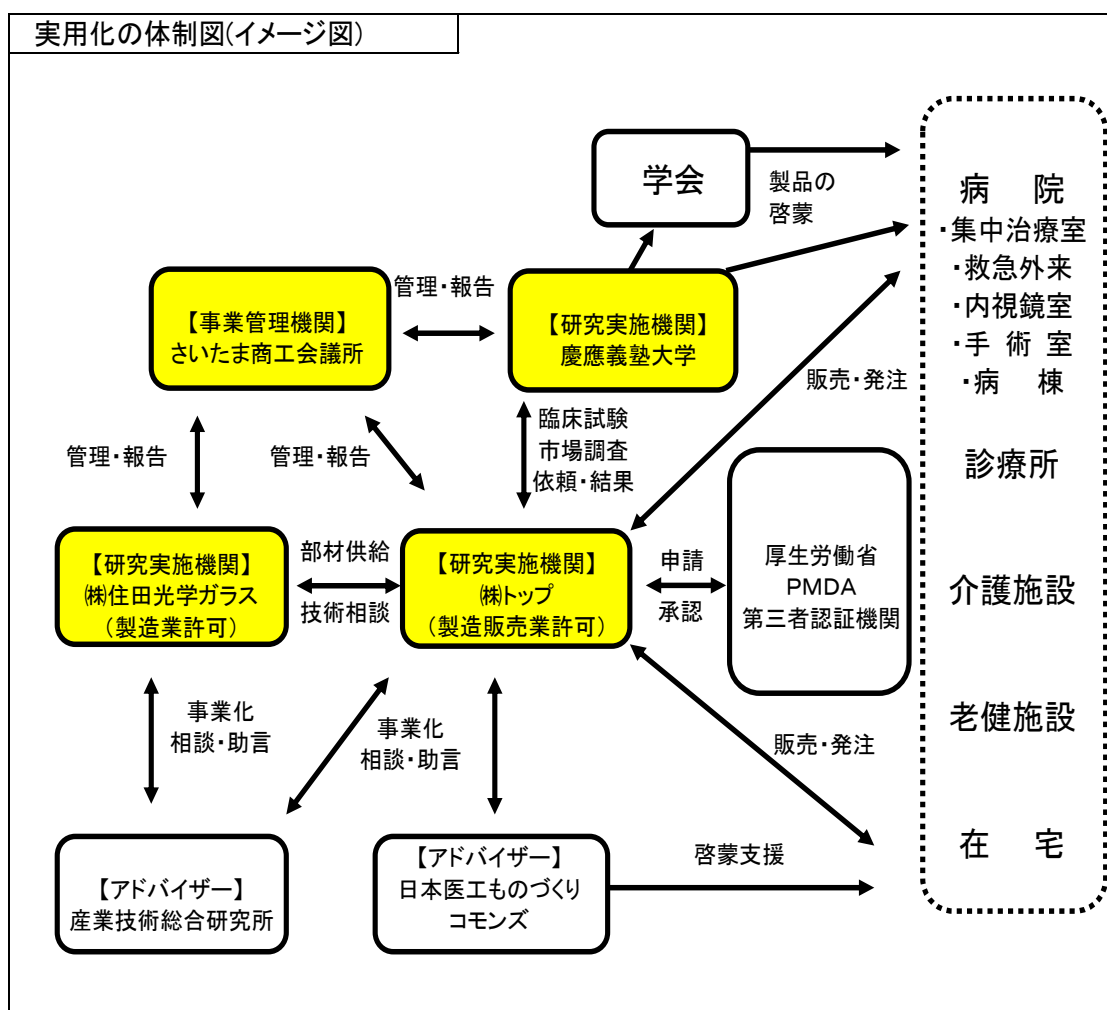 実用化の体制図(イメージ図)
学会
製品の
啓蒙
病　院
・集中治療室
・救急外来
・内視鏡室
・手 術 室
・病　棟
診療所
介護施設
老健施設
在　宅
【事業管理機関】
さいたま商工会議所
管理・報告
【研究実施機関】
慶應義塾大学
販売・発注
管理・報告
管理・報告
臨床試験
市場調査
依頼・結果
【研究実施機関】
㈱住田光学ガラス
（製造業許可）
部材供給
技術相談
【研究実施機関】
㈱トップ
（製造販売業許可）
申請
承認
厚生労働省
PMDA
第三者認証機関
事業化
相談・助言
事業化
相談・助言
販売・発注
【アドバイザー】
産業技術総合研究所
【アドバイザー】
日本医工ものづくり
コモンズ
啓蒙支援